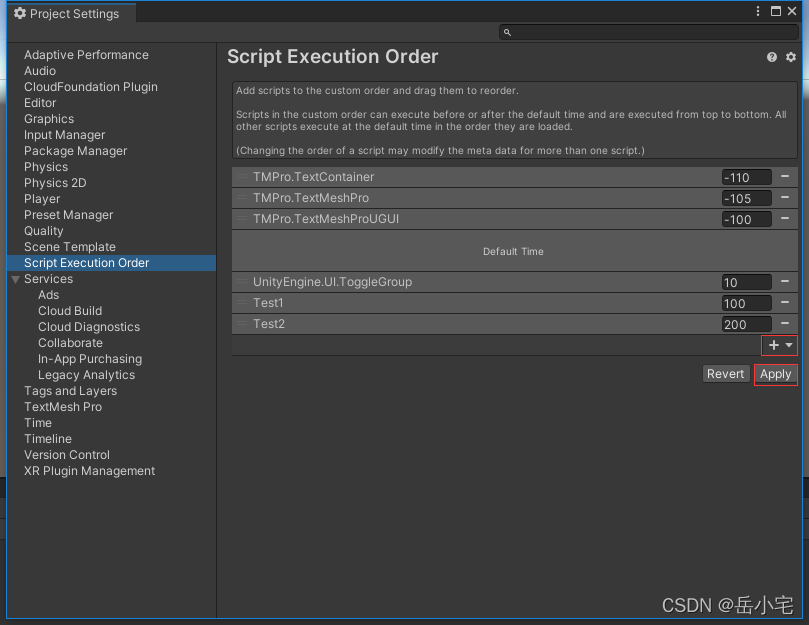 Project Settings
Adaptive Performance
Audio
CloudFoundation Plugin
Editor
Graphics
Input Manager
Package Manager
Physics
Physics 2D
Player
Preset Manager
Quality
Scene Template
Script Execution Order
Services
Ads
Cloud Build
Cloud Diagnostics
Collaborate
In-App Purchasing
Legacy Analytics
Tags and Layers
TextMesh Pro
Time
Timeline
Version Control
XR Plugin Management
Script Execution Order
Add scripts to the custom order and drag them to reorder.
Scripts in the custom order can execute before or after the default time and are executed from top to bottom. All
other scripts execute at the default time in the order they are loaded.
(Changing the order of a script may modify the meta data for more than one script.)
TMPro.TextContainer -110
TMPro.TextMeshPro -105
TMPro.TextMeshProUGUI -100
Default Time
UnityEngine.UI.ToggleGroup 10
Test1 100
Test2 200
Revert Apply
CSDN @岳小宅